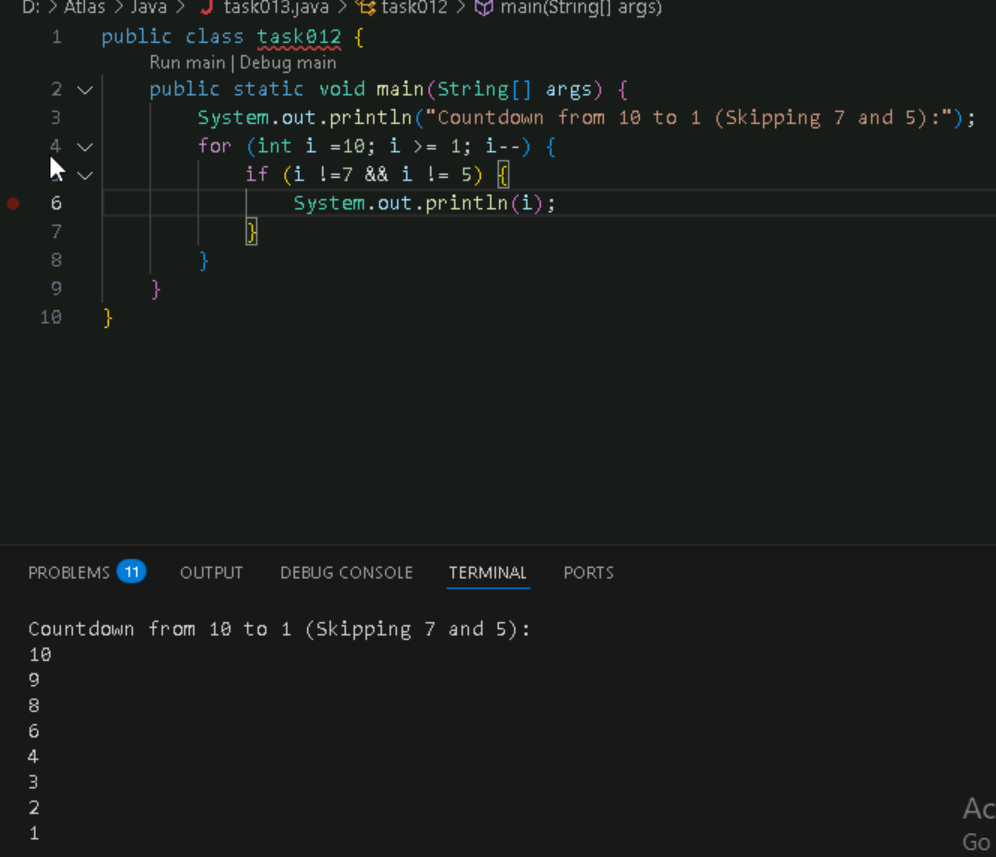 D: > Atlas > Java > task013.java > task012 > main(String[] args)
1 public class task012 {
Run main | Debug main
2 public static void main(String[] args) {
3 System.out.println("Countdown from 10 to 1 (Skipping 7 and 5):");
4 for (int i =10; i >= 1; i--) {
if (i !=7 && i != 5) {
6 System.out.println(i);
7 }
8 }
9 }
10 }
PROBLEMS 11 OUTPUT DEBUG CONSOLE TERMINAL PORTS
Countdown from 10 to 1 (Skipping 7 and 5):
10
9
8
6
4
3
2
1
Ac
Go